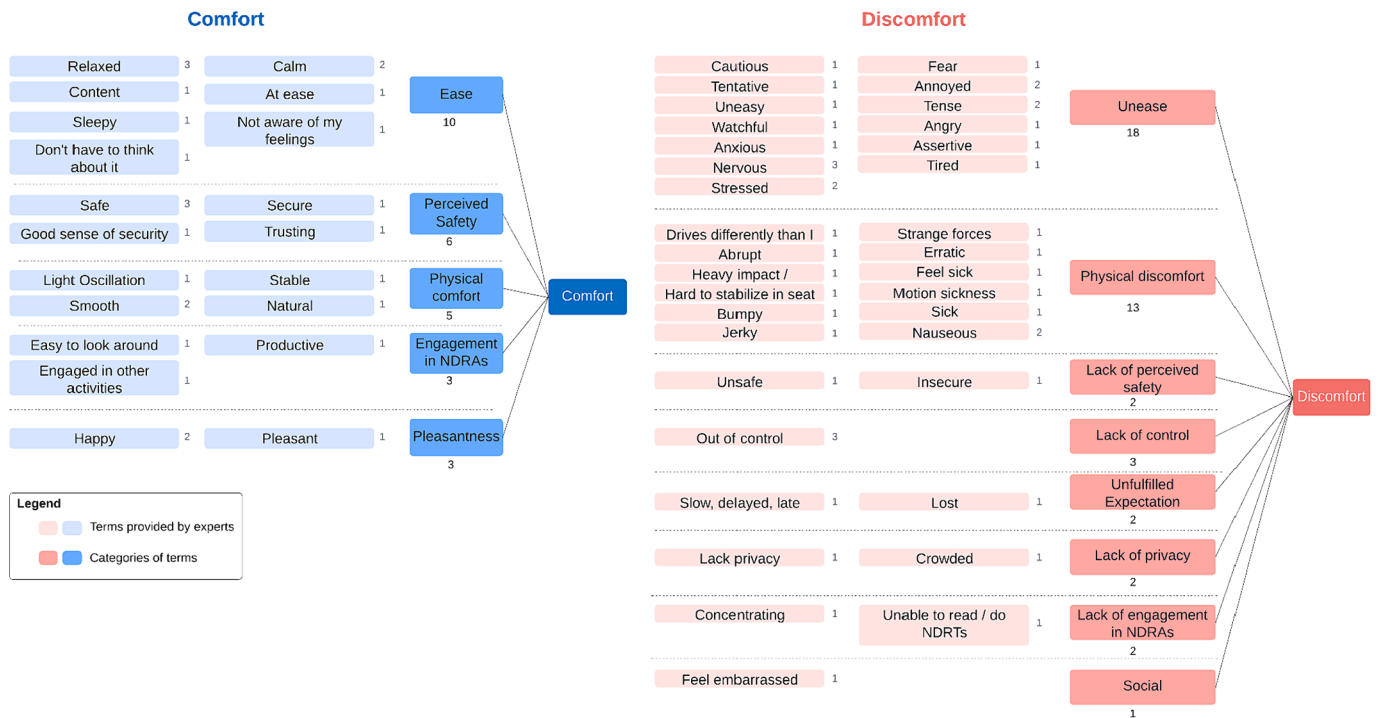 Comfort
Relaxed 3 Calm 2
Content 1 At ease 1
Sleepy 1 Not aware of my
feelings 1
Don't have to think
about it 1
Ease
10
Safe 3 Secure 1
Good sense of security 1 Trusting 1
Perceived
Safety
6
Light Oscillation 1 Stable 1
Smooth 2 Natural 1
Physical
comfort
5
Easy to look around 1 Productive 1
Engaged in other
activities 1
Engagement
in NDRAs
3
Happy 2 Pleasant 1
Pleasantness
3
Comfort
Legend
Terms provided by experts
Categories of terms
Discomfort
Cautious 1 Fear 1
Tentative 1 Annoyed 2
Uneasy 1 Tense 2
Watchful 1 Angry 1
Anxious 1 Assertive 1
Nervous 3 Tired 1
Stressed 2
Unease
18
Drives differently than I 1 Strange forces 1
Abrupt 1 Erratic 1
Heavy impact / 1 Feel sick 1
Hard to stabilize in seat 1 Motion sickness 1
Bumpy 1 Sick 1
Jerky 1 Nauseous 2
Physical discomfort
13
Unsafe 1 Insecure 1
Lack of perceived
safety
2
Out of control 3
Lack of control
3
Slow, delayed, late 1 Lost 1
Unfulfilled
Expectation
2
Lack privacy 1 Crowded 1
Lack of privacy
2
Concentrating 1 Unable to read / do
NDRTs 1
Lack of engagement
in NDRAs
2
Feel embarrassed 1
Social
1
Discomfort